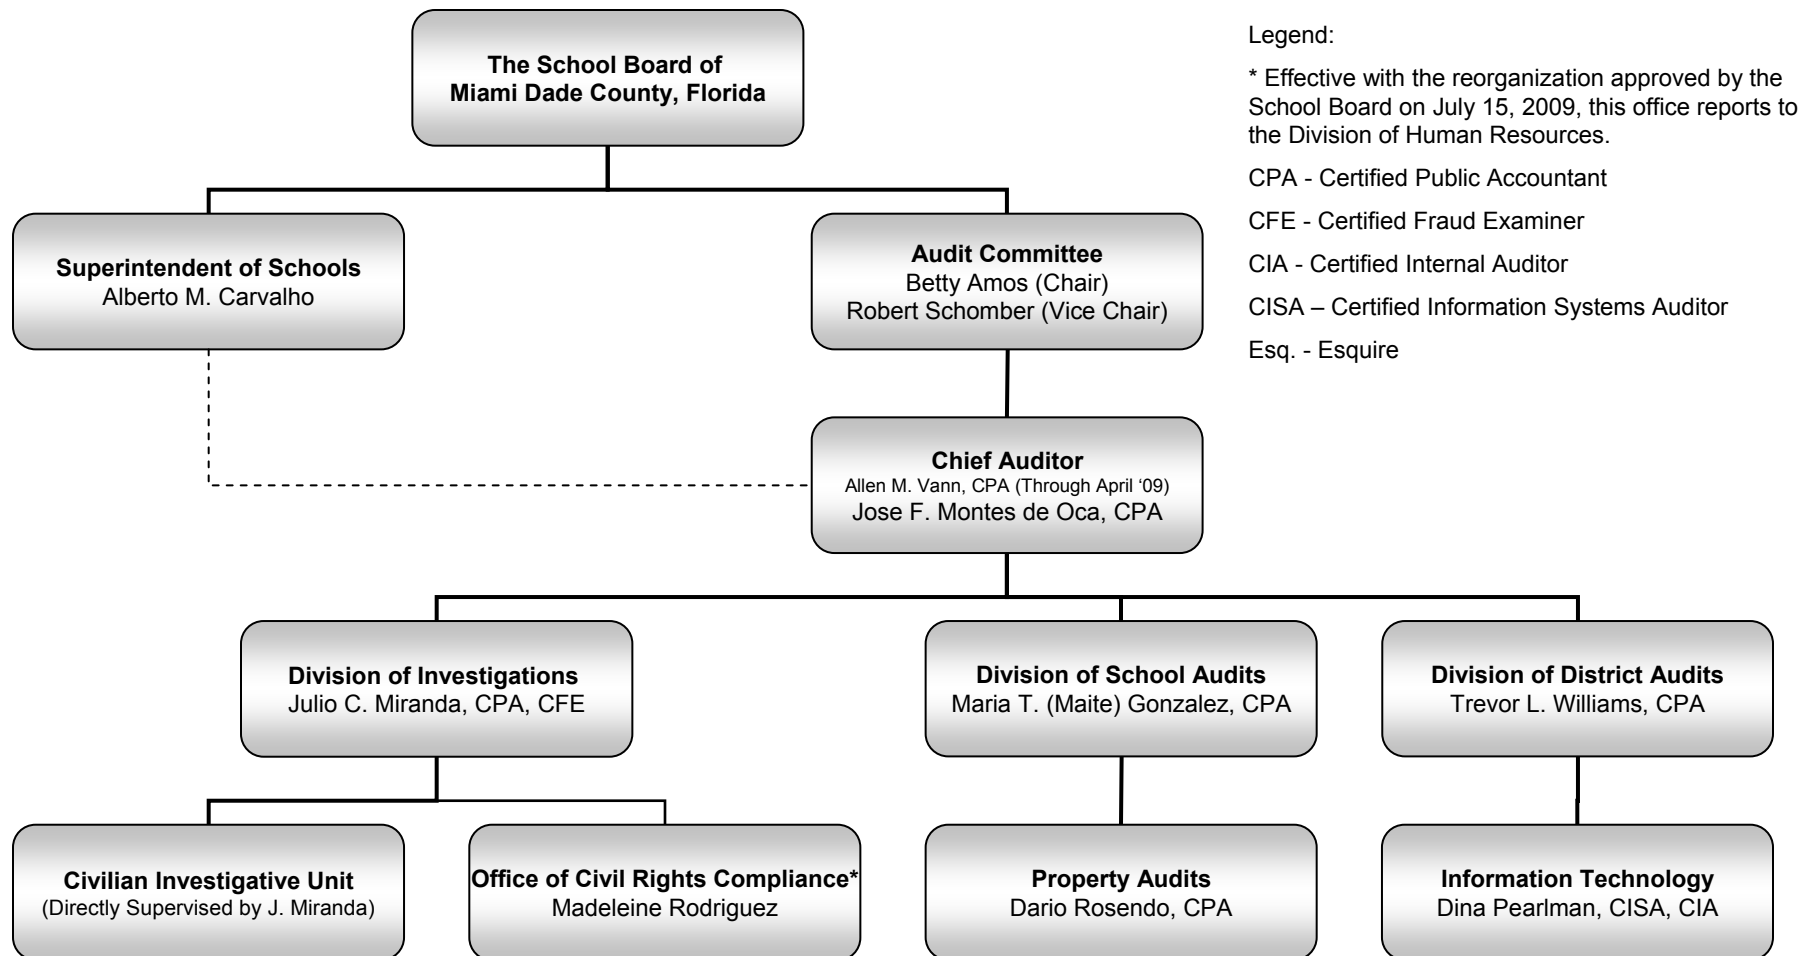 The School Board of
Miami Dade County, Florida
Legend:
* Effective with the reorganization approved by the
School Board on July 15, 2009, this office reports to
the Division of Human Resources.
CPA - Certified Public Accountant
CFE - Certified Fraud Examiner
CIA - Certified Internal Auditor
CISA – Certified Information Systems Auditor
Esq. - Esquire
Superintendent of Schools
Alberto M. Carvalho
Audit Committee
Betty Amos (Chair)
Robert Schomber (Vice Chair)
Chief Auditor
Allen M. Vann, CPA (Through April ‘09)
Jose F. Montes de Oca, CPA
Division of Investigations
Julio C. Miranda, CPA, CFE
Division of School Audits
Maria T. (Maite) Gonzalez, CPA
Division of District Audits
Trevor L. Williams, CPA
Civilian Investigative Unit
(Directly Supervised by J. Miranda)
Office of Civil Rights Compliance*
Madeleine Rodriguez
Property Audits
Dario Rosendo, CPA
Information Technology
Dina Pearlman, CISA, CIA